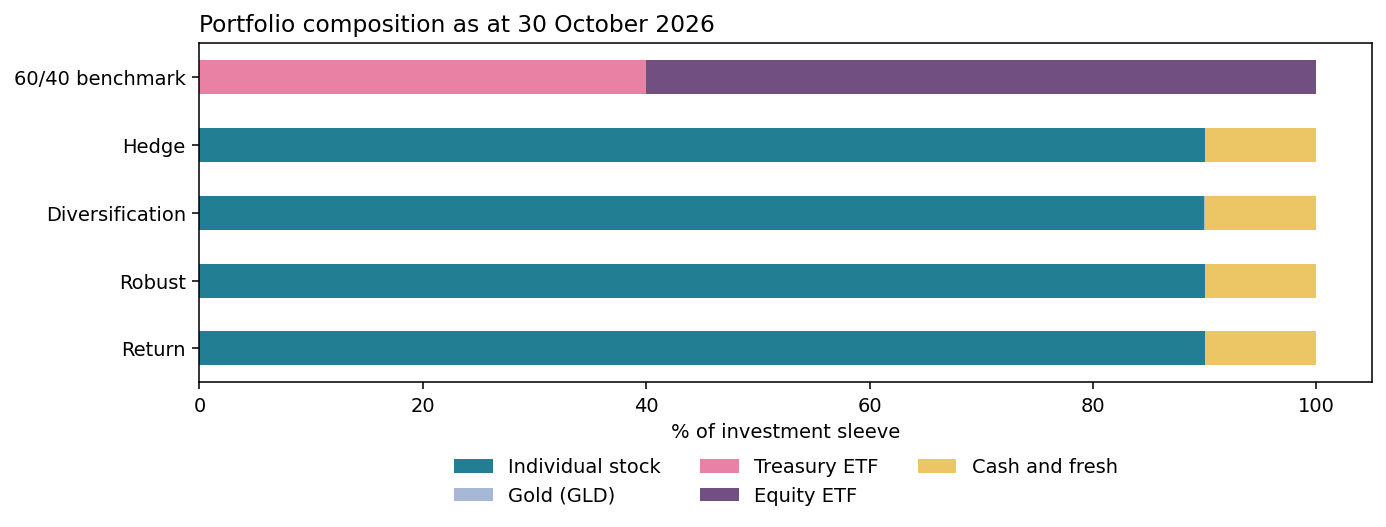 Portfolio composition as at 30 October 2026
60/40 benchmark
Hedge
Diversification
Robust
Return
0 20 40 60 80 100
% of investment sleeve
Individual stock Treasury ETF Cash and fresh
Gold (GLD) Equity ETF